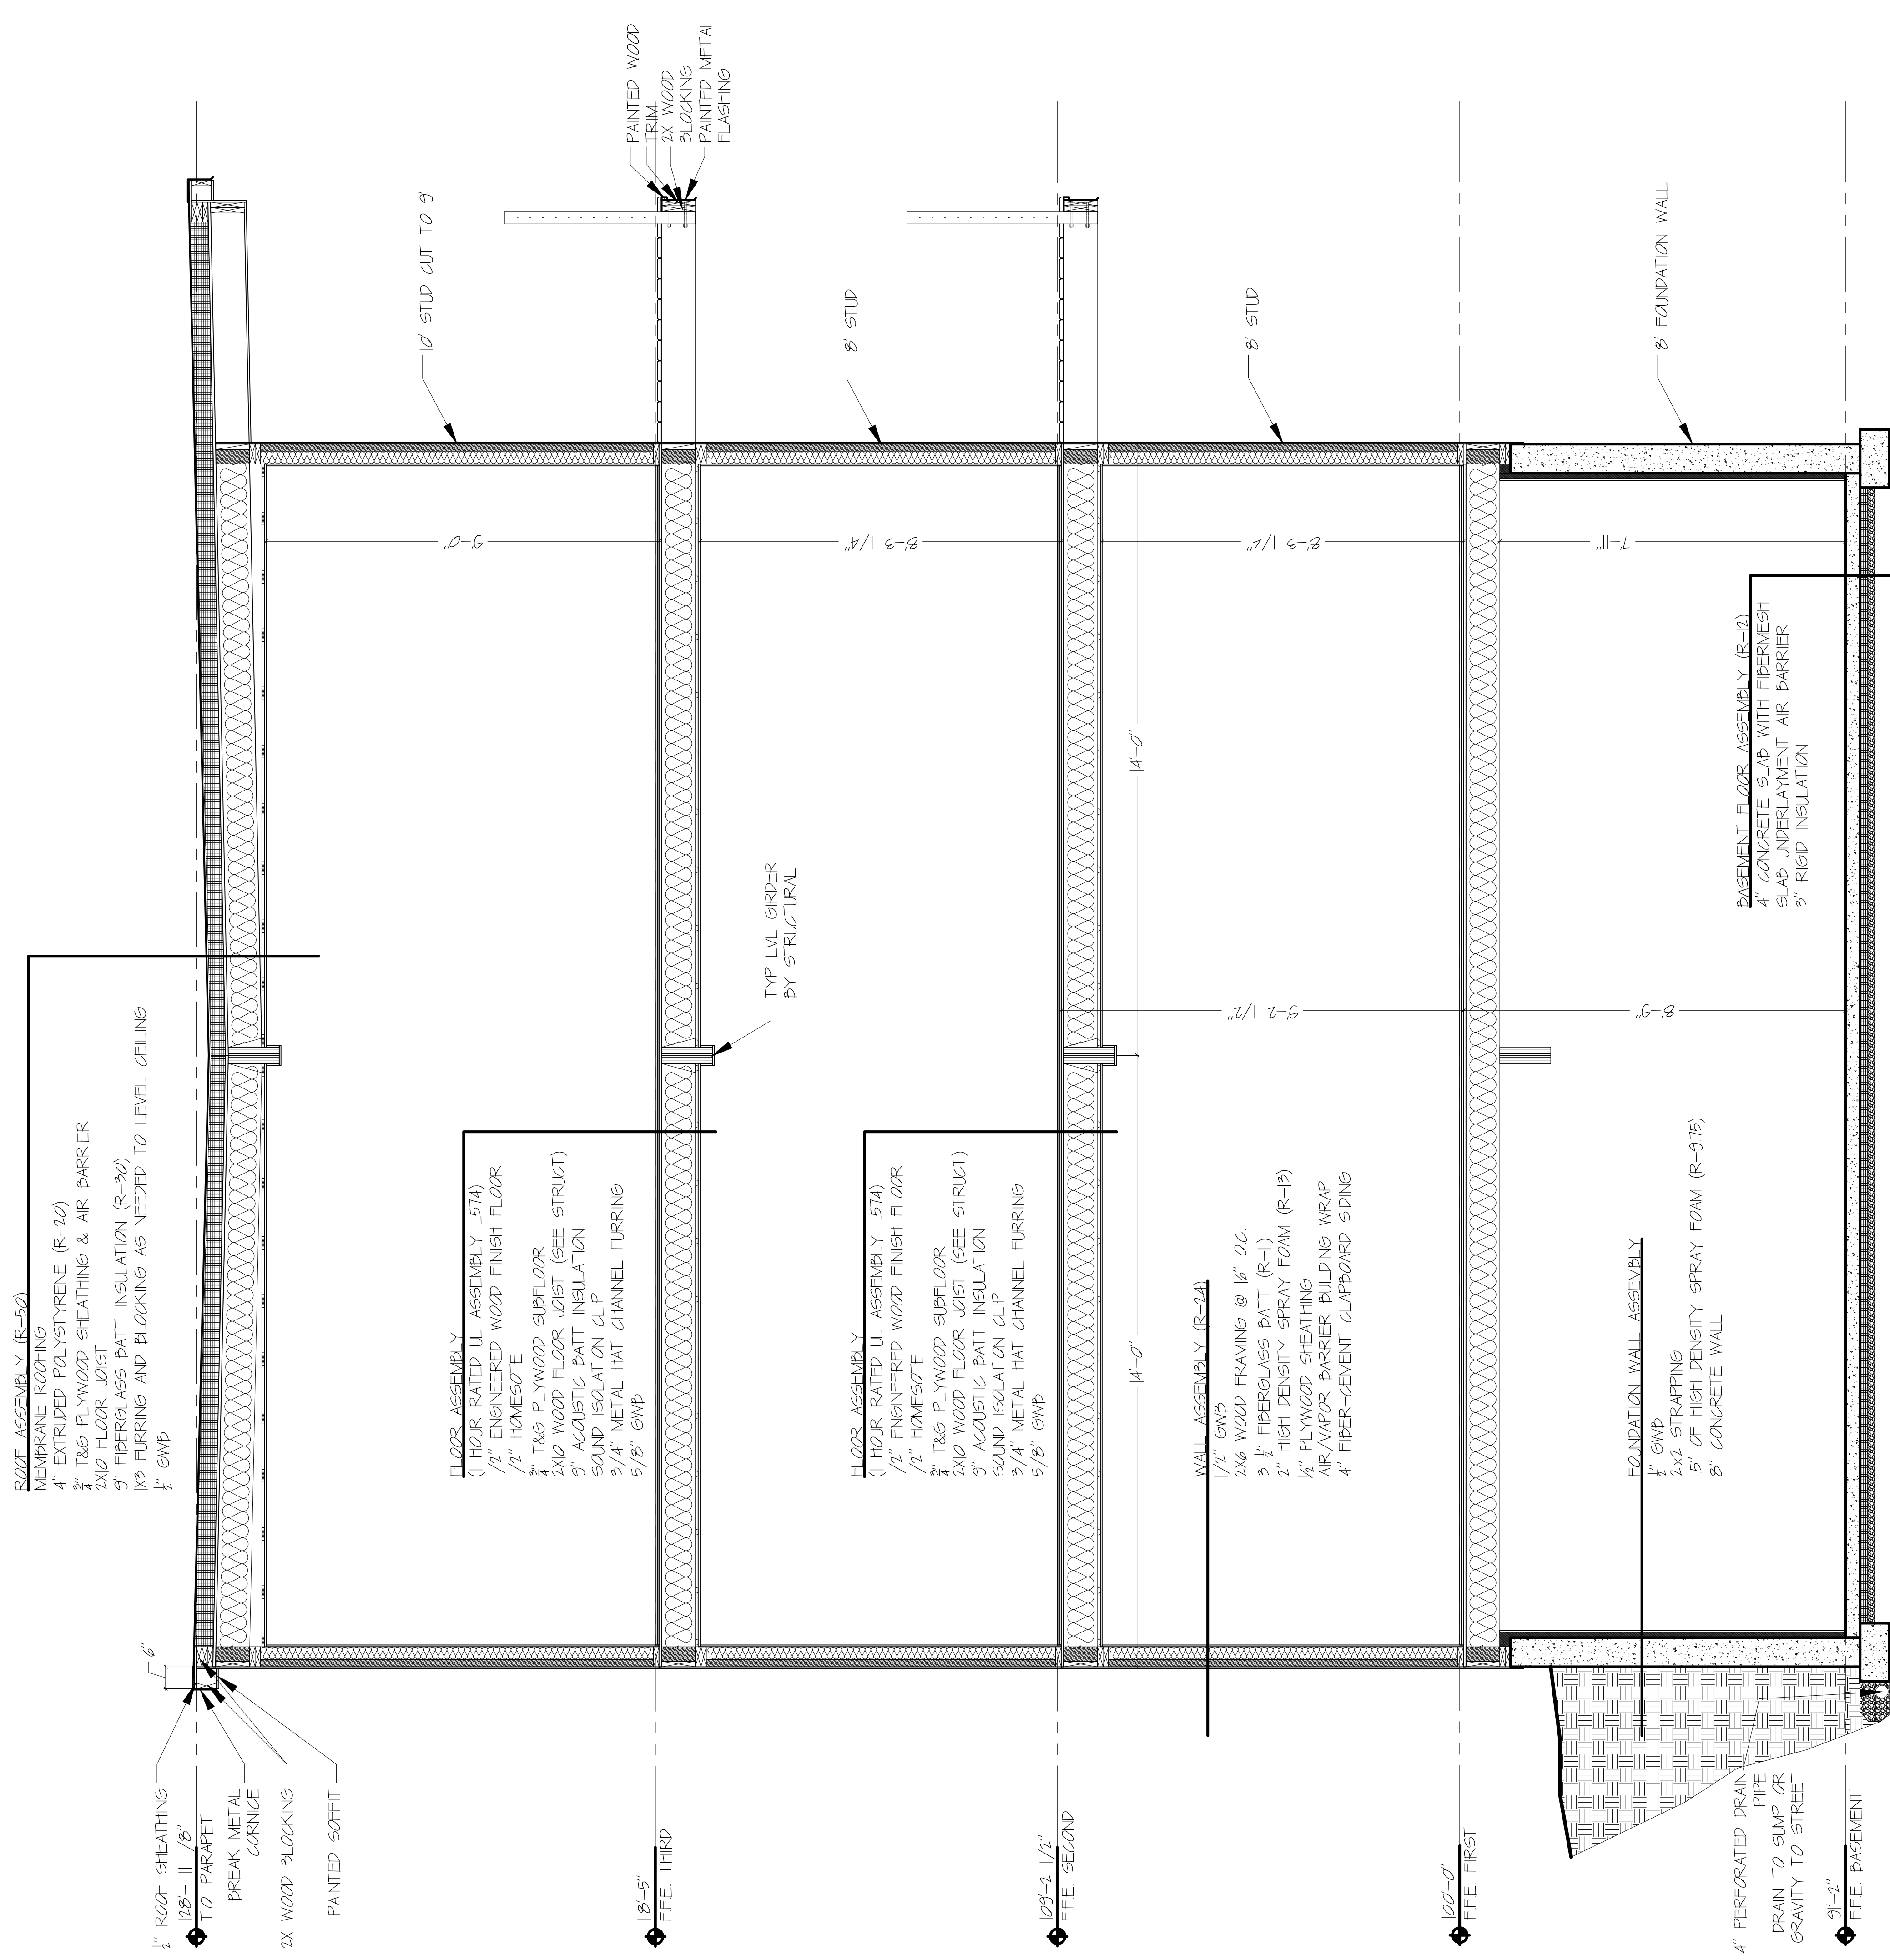 ROOF ASSEMBLY (R-50)
MEMBRANE ROOFING
4" EXTRUDED POLYSTYRENE (R-20)
3/4" T&G PLYWOOD SHEATHING & AIR BARRIER
2X10 FLOOR JOIST
9" FIBERGLASS BATT INSULATION (R-30)
1X3 FURRING AND BLOCKING AS NEEDED TO LEVEL CEILING
½" GWB
½" ROOF SHEATHING
128'- 11 1/8"
T.O. PARAPET
BREAK METAL
CORNICE
2X WOOD BLOCKING
PAINTED SOFFIT
6"
PAINTED WOOD
TRIM
2X WOOD
BLOCKING
PAINTED METAL
FLASHING
10' STUD CUT TO 9'
9'-0"
FLOOR ASSEMBLY
(1 HOUR RATED UL ASSEMBLY L574)
1/2" ENGINEERED WOOD FINISH FLOOR
1/2" HOMESOTE
3/4" T&G PLYWOOD SUBFLOOR
2X10 WOOD FLOOR JOIST (SEE STRUCT)
9" ACOUSTIC BATT INSULATION
SOUND ISOLATION CLIP
3/4" METAL HAT CHANNEL FURRING
5/8" GWB
118'-5"
F.F.E. THIRD
TYP LVL GIRDER
BY STRUCTURAL
8' STUD
8'-3 1/4"
FLOOR ASSEMBLY
(1 HOUR RATED UL ASSEMBLY L574)
1/2" ENGINEERED WOOD FINISH FLOOR
1/2" HOMESOTE
3/4" T&G PLYWOOD SUBFLOOR
2X10 WOOD FLOOR JOIST (SEE STRUCT)
9" ACOUSTIC BATT INSULATION
SOUND ISOLATION CLIP
3/4" METAL HAT CHANNEL FURRING
5/8" GWB
109'-2 1/2"
F.F.E. SECOND
14'-0"
14'-0"
8' STUD
8'-3 1/4"
9'-2 1/2"
WALL ASSEMBLY (R-24)
1/2" GWB
2X6 WOOD FRAMING @ 16" O.C.
3 ½" FIBERGLASS BATT (R-11)
2" HIGH DENSITY SPRAY FOAM (R-13)
½" PLYWOOD SHEATHING
AIR/VAPOR BARRIER BUILDING WRAP
4" FIBER-CEMENT CLAPBOARD SIDING
100'-0"
F.F.E. FIRST
8' FOUNDATION WALL
7'-11"
8'-9"
FOUNDATION WALL ASSEMBLY
½" GWB
2x2 STRAPPING
1.5" OF HIGH DENSITY SPRAY FOAM (R-9.75)
8" CONCRETE WALL
BASEMENT FLOOR ASSEMBLY (R-12)
4" CONCRETE SLAB WITH FIBERMESH
SLAB UNDERLAYMENT AIR BARRIER
3" RIGID INSULATION
4" PERFORATED DRAIN
PIPE
DRAIN TO SUMP OR
GRAVITY TO STREET
91'-2"
F.F.E. BASEMENT